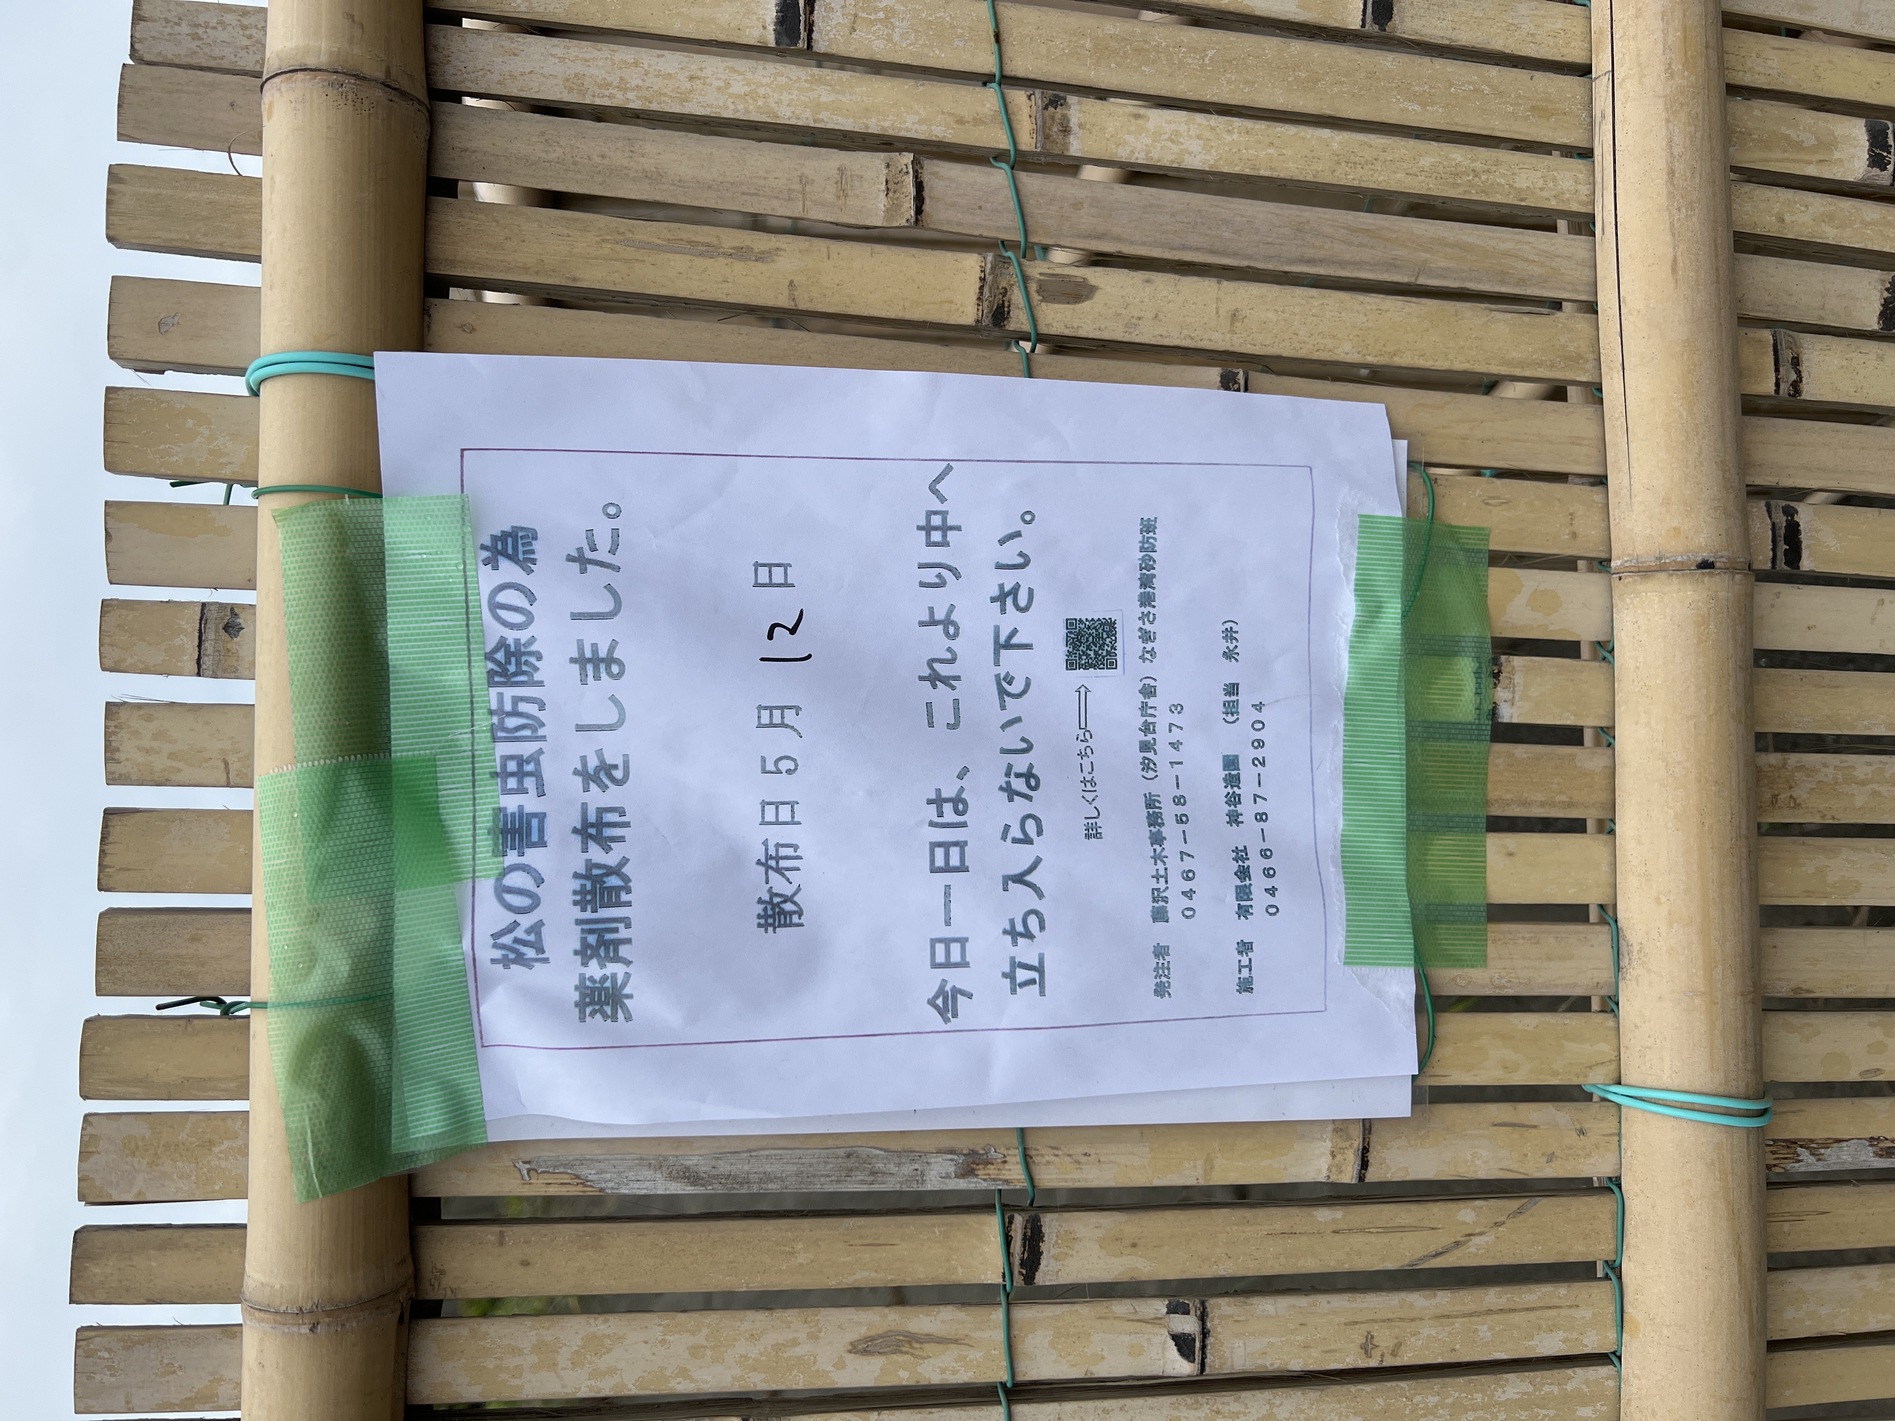 松の害虫防除の為
薬剤散布をしました。
散布日５月 12 日
今日一日は、これより中へ
立ち入らないで下さい。
詳しくはこちら⟹
発注者　藤沢土木事務所（汐見台庁舎）なぎさ港湾砂防班
０４６７－５８－１４７３
施工者　有限会社　神谷造園　（担当　永井）
０４６６－８７－２９０４